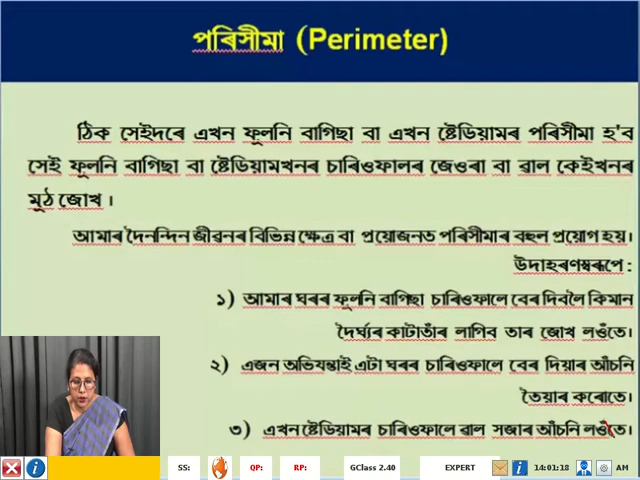 পৰিসীমা (Perimeter)
ঠিক সেইদৰে এখন ফুলনি বাগিছা বা এখন ষ্টেডিয়ামৰ পৰিসীমা হ'ব
সেই ফুলনি বাগিছা বা ষ্টেডিয়ামখনৰ চাৰিওফালৰ জেওৰা বা ৱাল কেইখনৰ
মুঠ জোখ ।
আমাৰ দৈনন্দিন জীৱনৰ বিভিন্ন ক্ষেত্ৰ বা প্ৰয়োজনত পৰিসীমাৰ বহুল প্ৰয়োগ হয়।
উদাহৰণস্বৰূপে :
১) আমাৰ ঘৰৰ ফুলনি বাগিছা চাৰিওফালে বেৰ দিবলৈ কিমান
দৈৰ্ঘ্যৰ কাটাতাঁৰ লাগিব তাৰ জোখ লওঁতে।
২) এজন অভিযন্তাই এটা ঘৰৰ চাৰিওফালে বেৰ দিয়াৰ আঁচনি
তৈয়াৰ কৰোতে।
৩) এখন ষ্টেডিয়ামৰ চাৰিওফালে ৱাল সজাৰ আঁচনি লওঁতে।
SS: QP: RP: GClass 2.40 EXPERT 14:01:18 AM